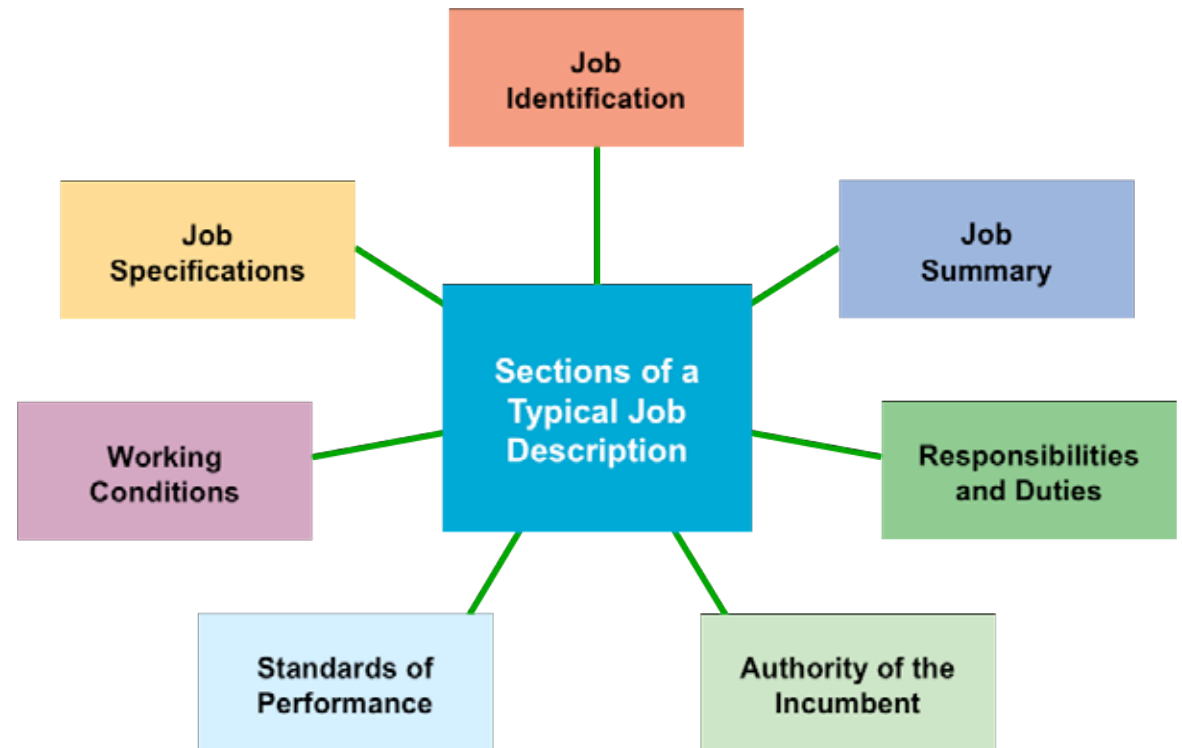 Job
Identification
Job
Specifications
Job
Summary
Sections of a
Typical Job
Description
Working
Conditions
Responsibilities
and Duties
Standards of
Performance
Authority of the
Incumbent